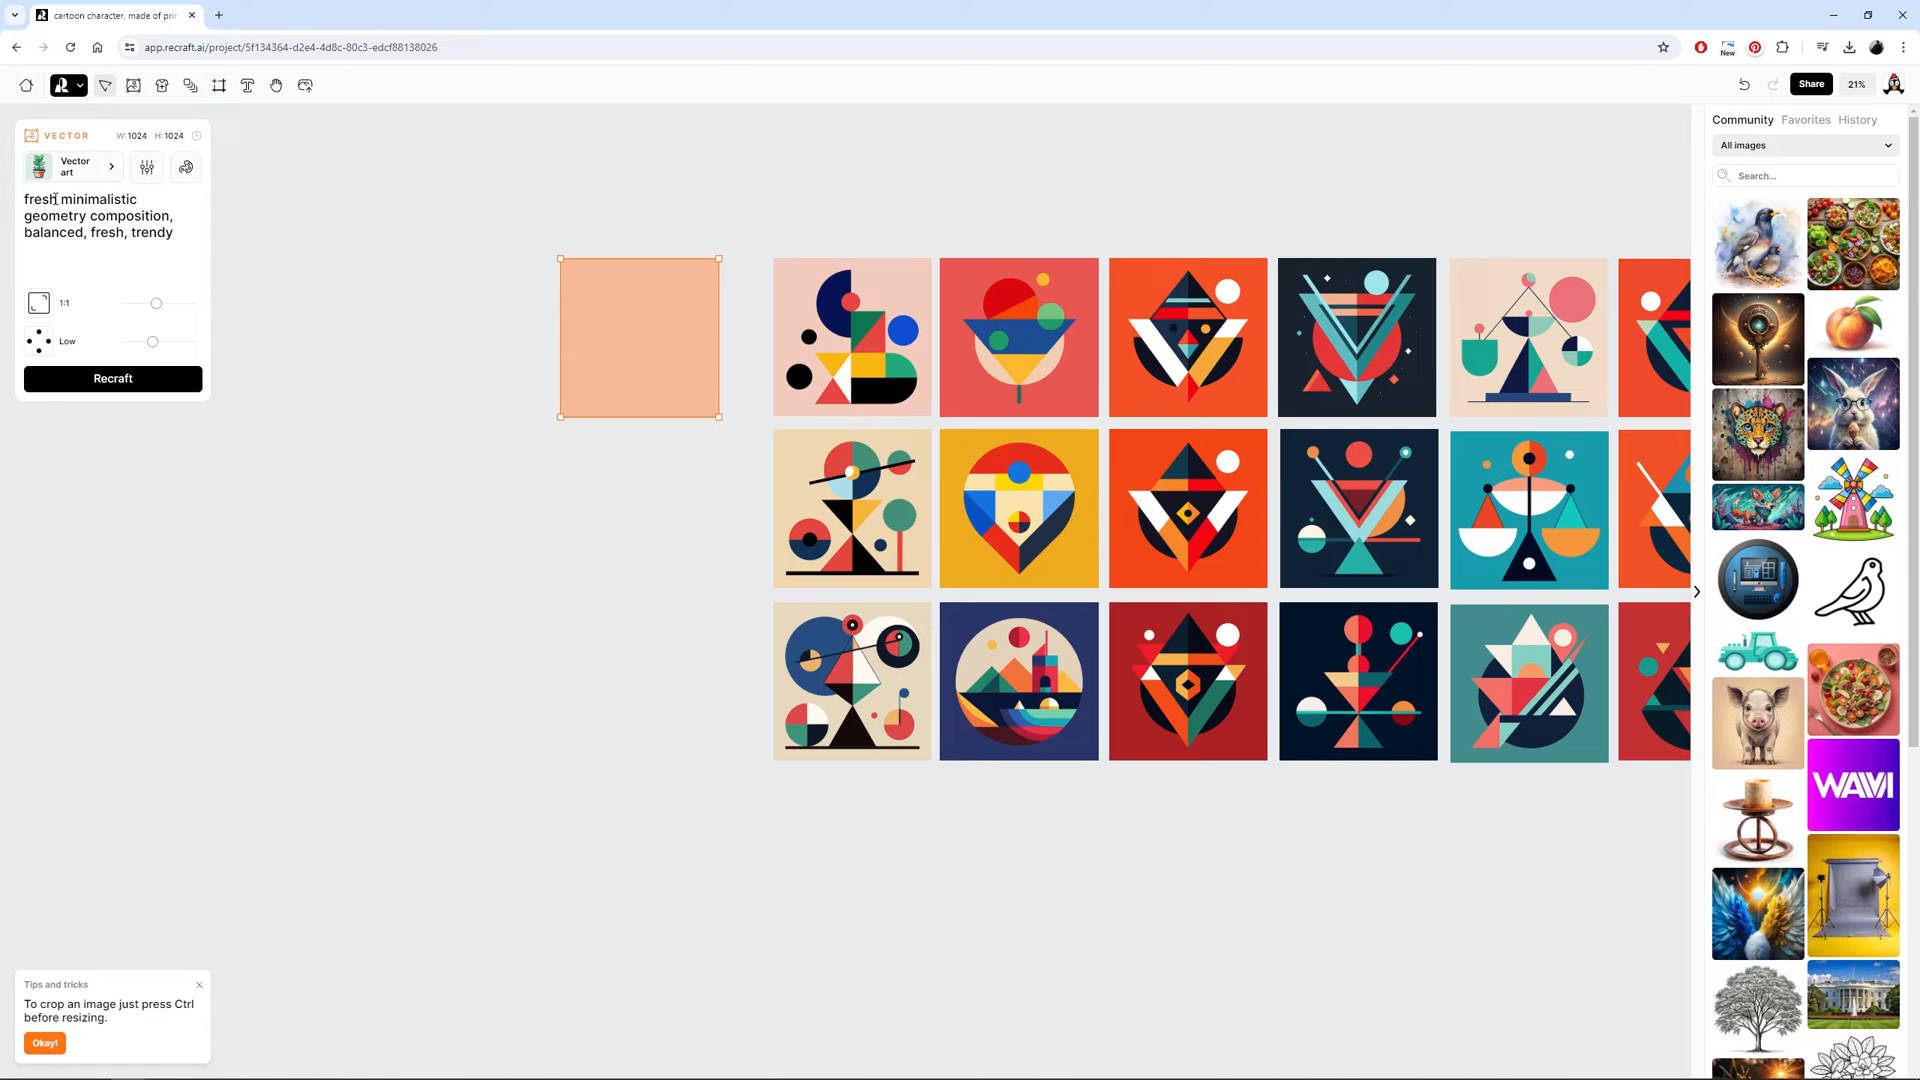 cartoon character, made of pri
app.recraft.ai/project/5f134364-d2e4-4d8c-80c3-edcf88138026
New
Share
21%
VECTOR
W: 1024 H: 1024
Vector
art
fresh minimalistic
geometry composition,
balanced, fresh, trendy
1:1
Low
Recraft
Community Favorites History
All images
Search...
WAVI
Tips and tricks
To crop an image just press Ctrl
before resizing.
Okay!